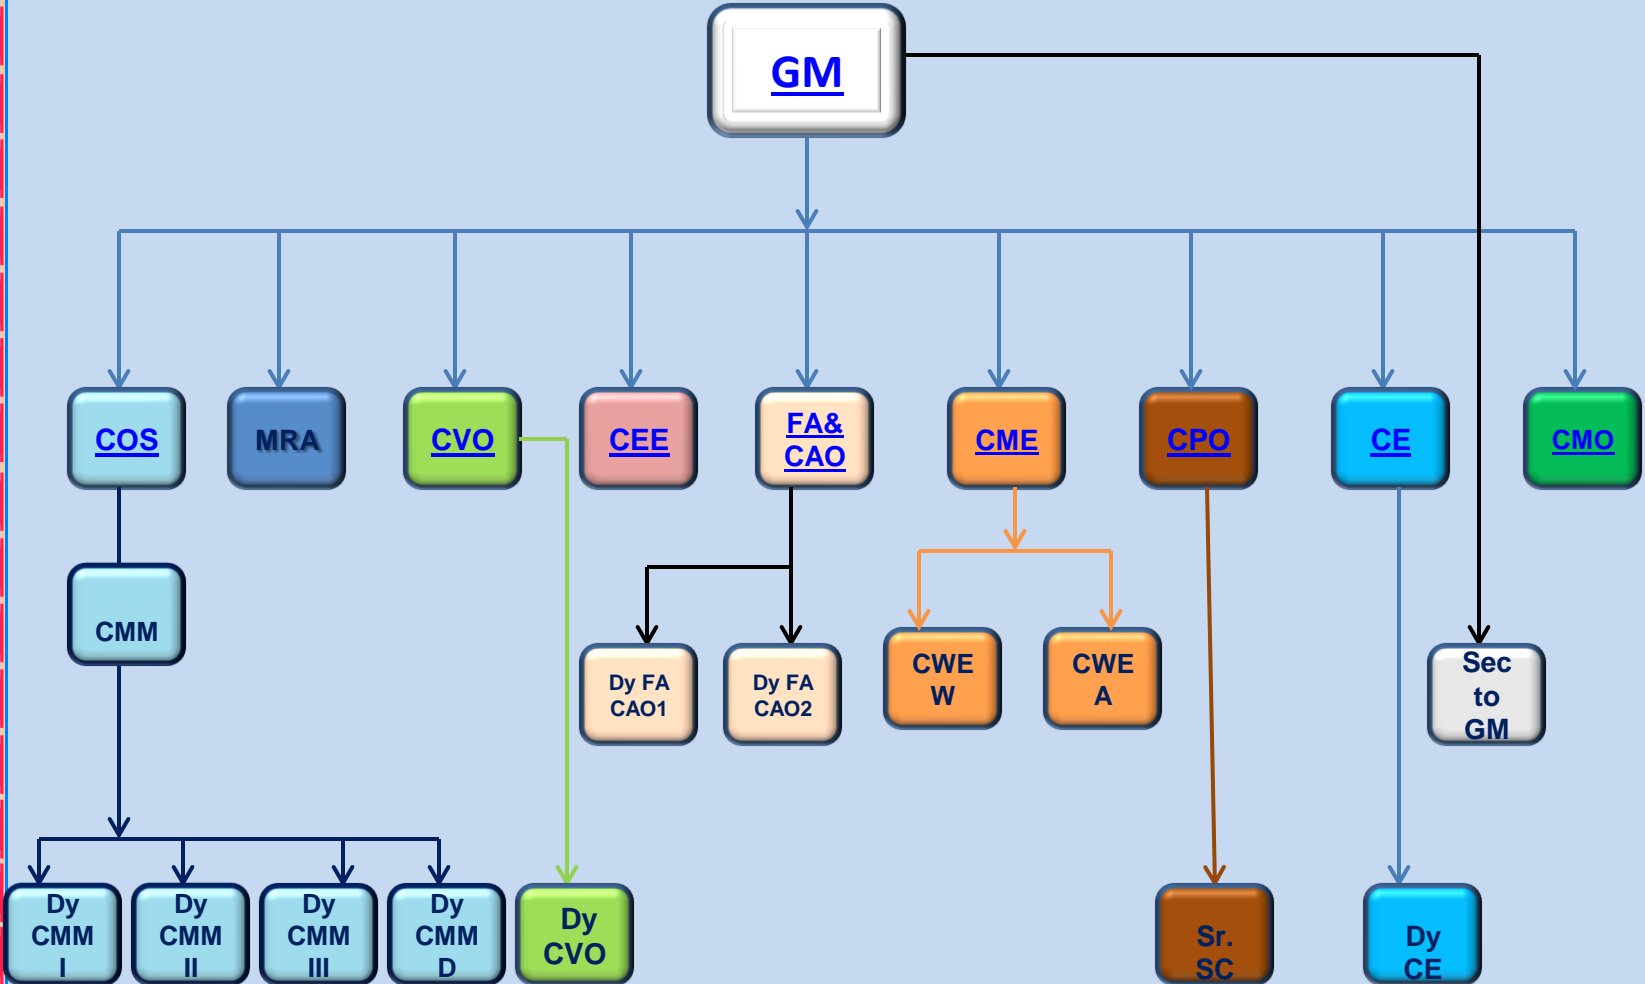 GM
COS
MRA
CVO
CEE
FA&
CAO
CME
CPO
CE
CMO
CMM
Dy FA
CAO1
Dy FA
CAO2
CWE
W
CWE
A
Sec
to
GM
Dy
CMM
I
Dy
CMM
II
Dy
CMM
III
Dy
CMM
D
Dy
CVO
Sr.
SC
Dy
CE